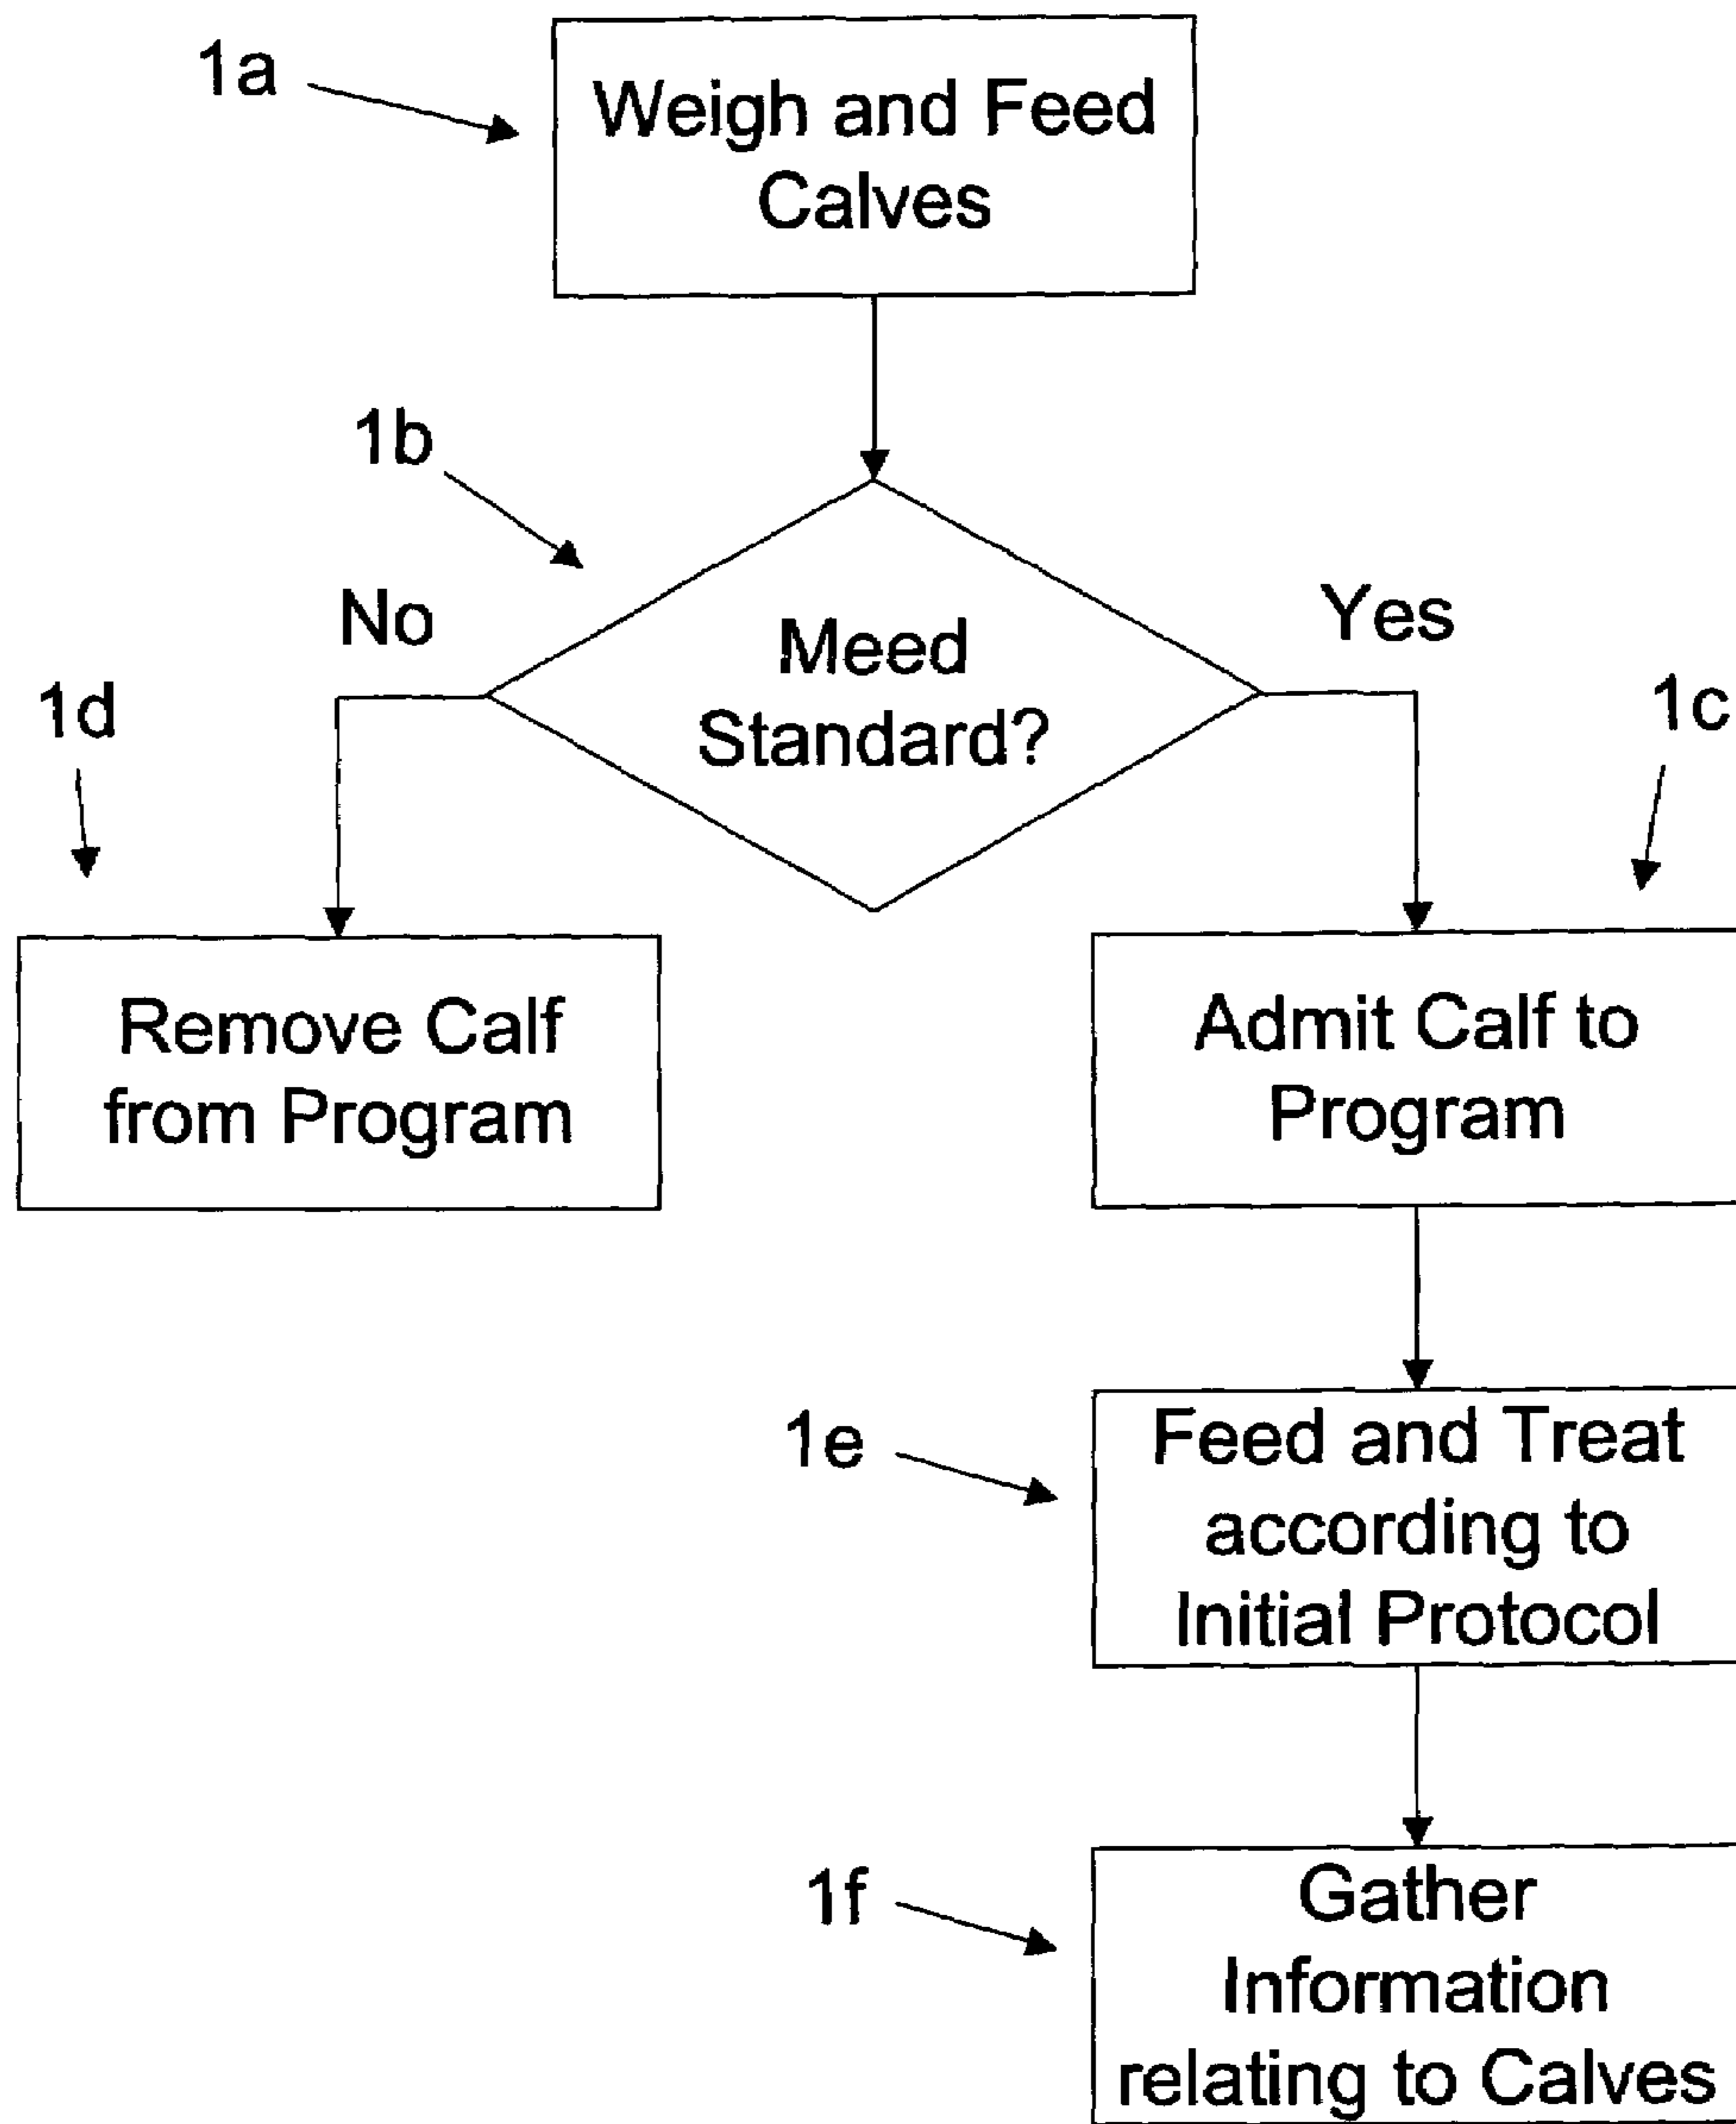 1a
Weigh and Feed
Calves
1b
No
Yes
Meed
Standard?
1d
1c
Remove Calf
from Program
Admit Calf to
Program
1e
Feed and Treat
according to
Initial Protocol
1f
Gather
Information
relating to Calves